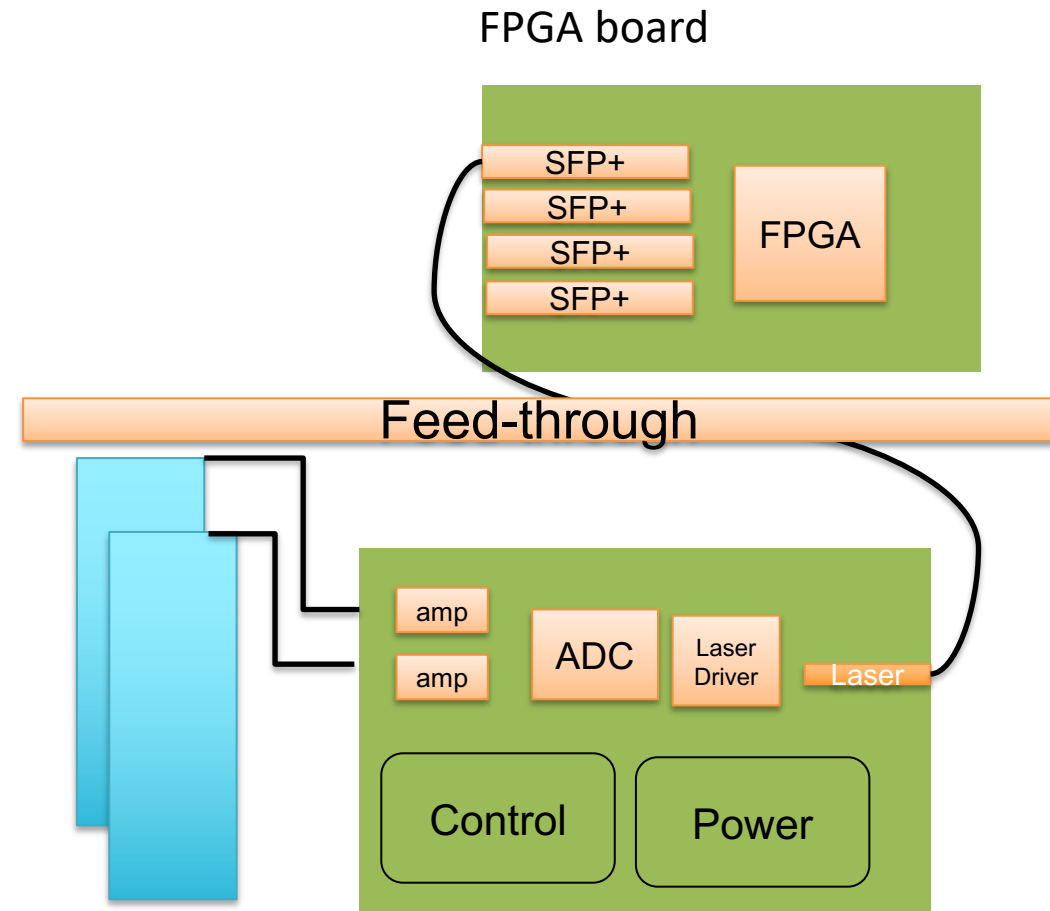 FPGA board
SFP+
SFP+
SFP+
SFP+
FPGA
Feed-through
amp
amp
ADC
Laser
Driver
Laser
Control
Power